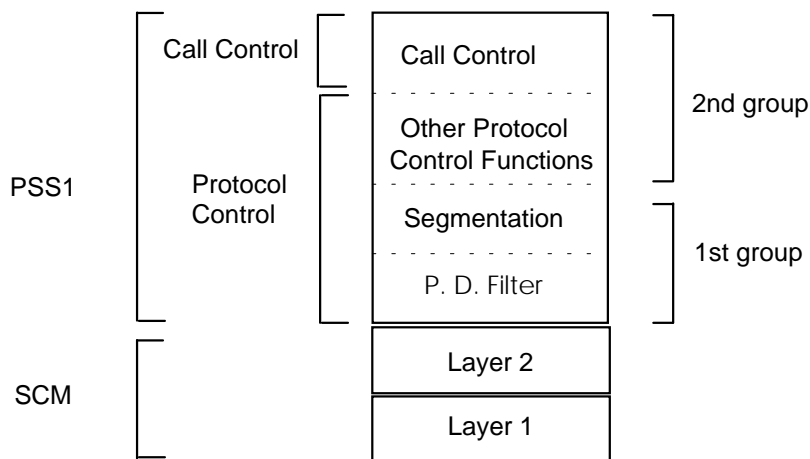 Call Control
Call Control
2nd group
Other Protocol
Control Functions
PSS1
Protocol
Control
Segmentation
1st group
P. D. Filter
Layer 2
SCM
Layer 1